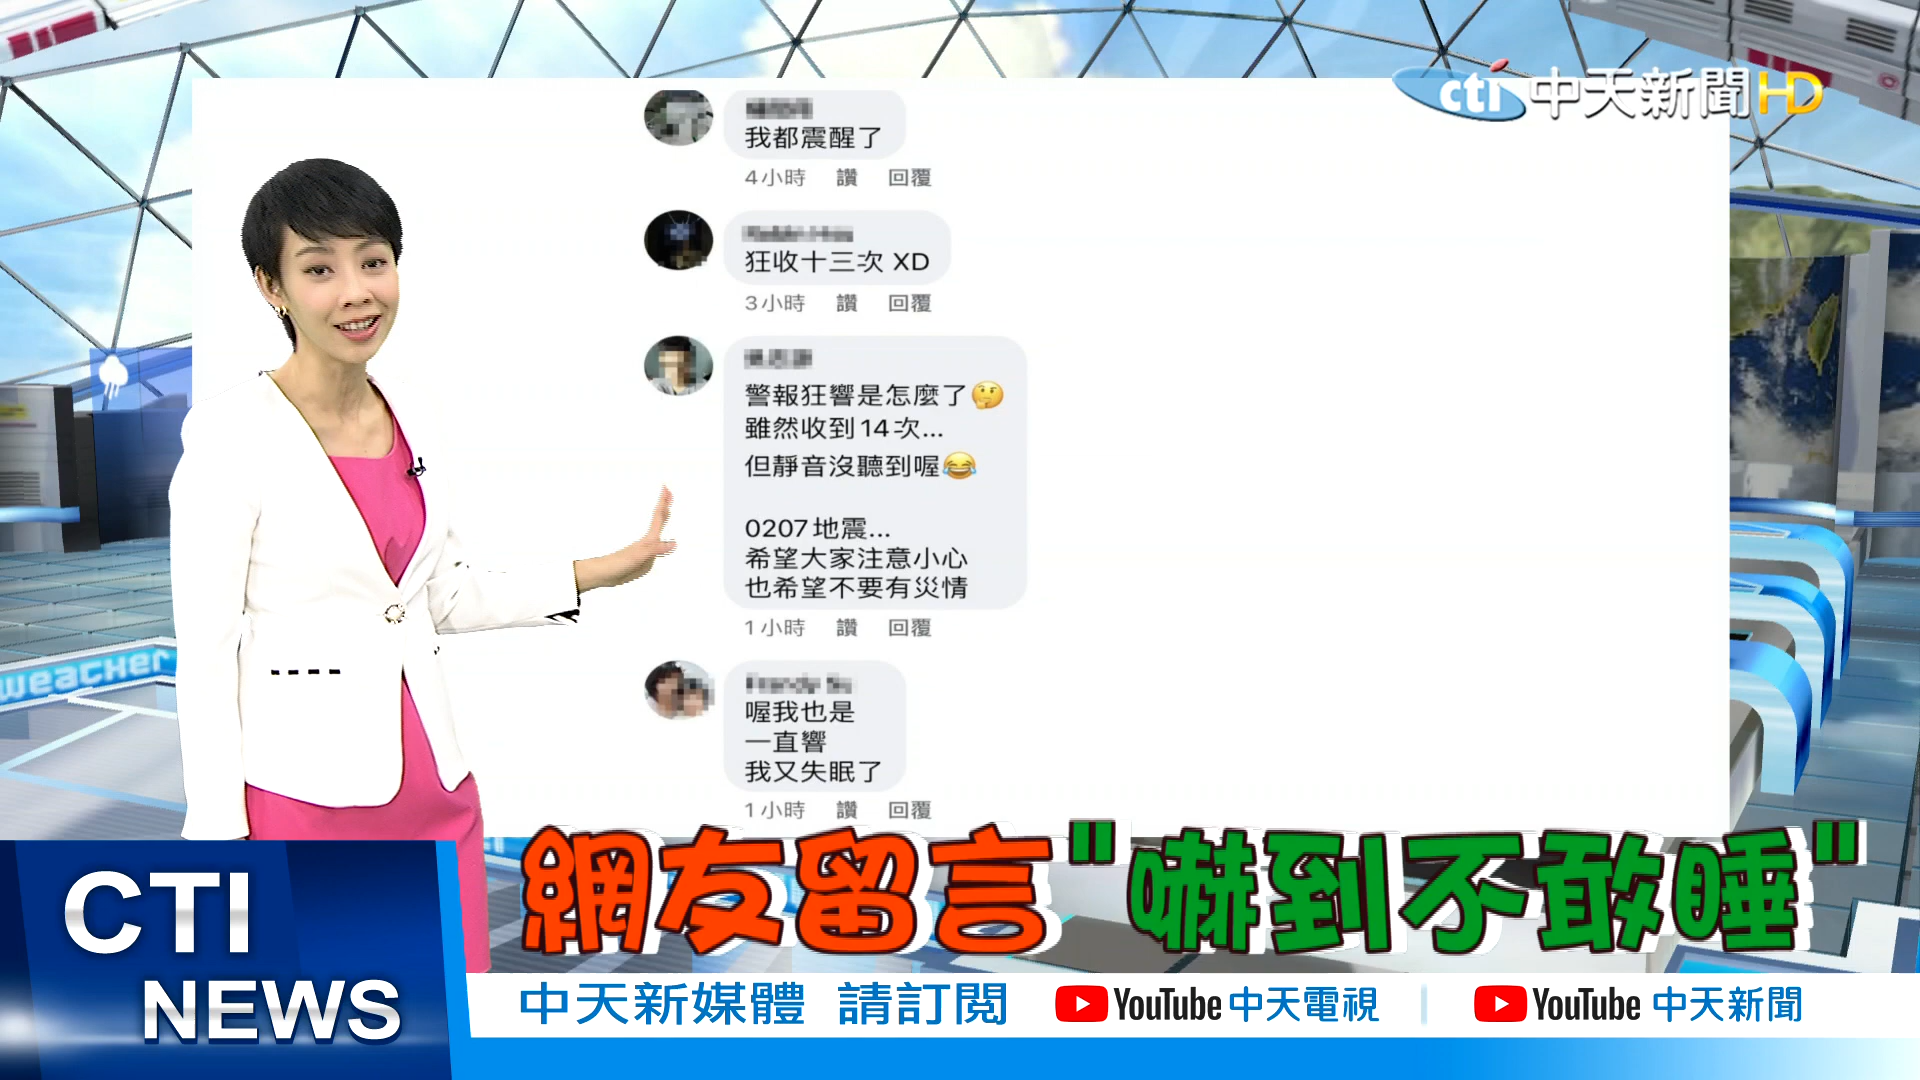 cti 中天新聞HD
我都震醒了
4小時 讚 回覆
狂收十三次 XD
3小時 讚 回覆
警報狂響是怎麼了🤔
雖然收到14次...
但靜音沒聽到喔😂
0207地震...
希望大家注意小心
也希望不要有災情
1小時 讚 回覆
喔我也是
一直響
我又失眠了
1小時 讚 回覆
weacher
網友留言"嚇到不敢睡"
CTI
NEWS
中天新媒體 請訂閱 YouTube 中天電視 | YouTube 中天新聞